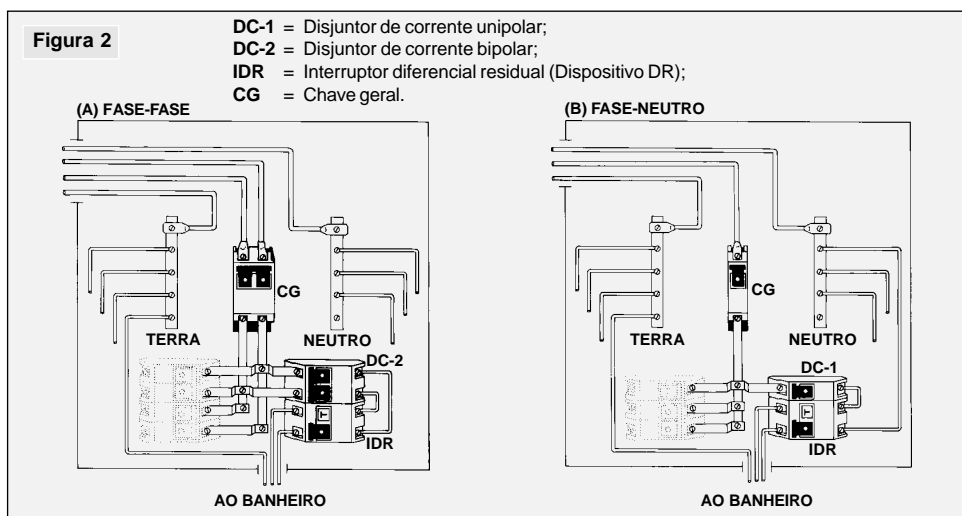 Figura 2
DC-1 = Disjuntor de corrente unipolar;
DC-2 = Disjuntor de corrente bipolar;
IDR = Interruptor diferencial residual (Dispositivo DR);
CG = Chave geral.
(A) FASE-FASE
CG
TERRA
NEUTRO
DC-2
T
IDR
AO BANHEIRO
(B) FASE-NEUTRO
CG
TERRA
NEUTRO
DC-1
T
IDR
AO BANHEIRO